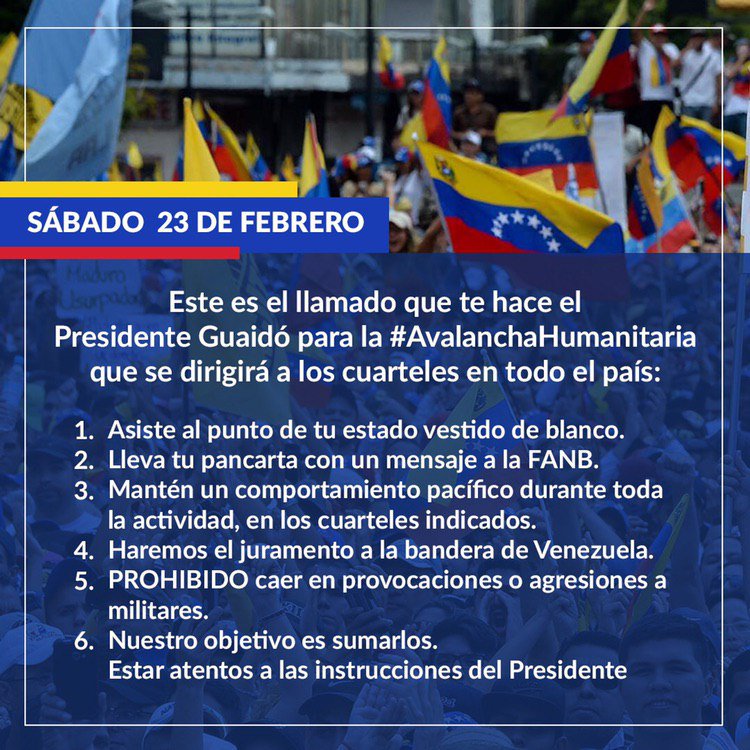 SÁBADO 23 DE FEBRERO
Maduro
Usurpad
Este es el llamado que te hace el
Presidente Guaidó para la #AvalanchaHumanitaria
que se dirigirá a los cuarteles en todo el país:
1. Asiste al punto de tu estado vestido de blanco.
2. Lleva tu pancarta con un mensaje a la FANB.
3. Mantén un comportamiento pacífico durante toda
la actividad, en los cuarteles indicados.
4. Haremos el juramento a la bandera de Venezuela.
5. PROHIBIDO caer en provocaciones o agresiones a
militares.
6. Nuestro objetivo es sumarlos.
Estar atentos a las instrucciones del Presidente